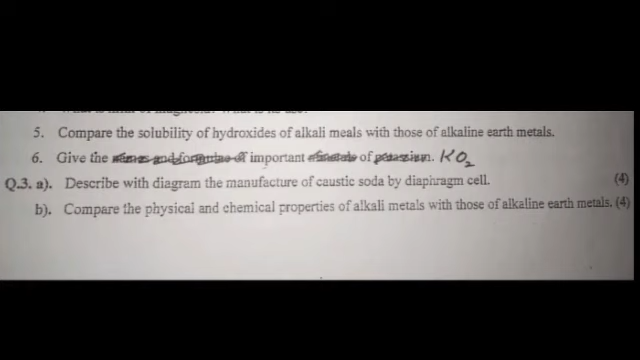 5. Compare the solubility of hydroxides of alkali meals with those of alkaline earth metals.
6. Give the important of KO2
Q.3. a). Describe with diagram the manufacture of caustic soda by diaphragm cell. (4)
b). Compare the physical and chemical properties of alkali metals with those of alkaline earth metals. (4)